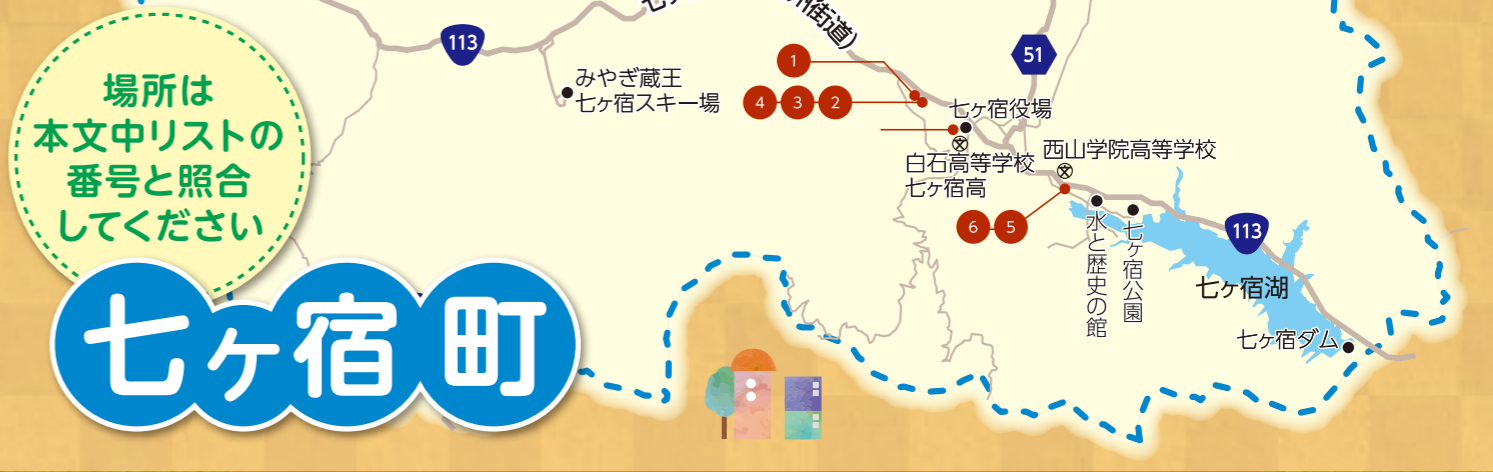 場所は
本文中リストの
番号と照合
してください
七ヶ宿町
113
みやぎ蔵王
七ヶ宿スキー場
街道）
51
1
4 3 2
七ヶ宿役場
白石高等学校
七ヶ宿高
西山学院高等学校
6 5
水と歴史の館
七ヶ宿公園
113
七ヶ宿湖
七ヶ宿ダム